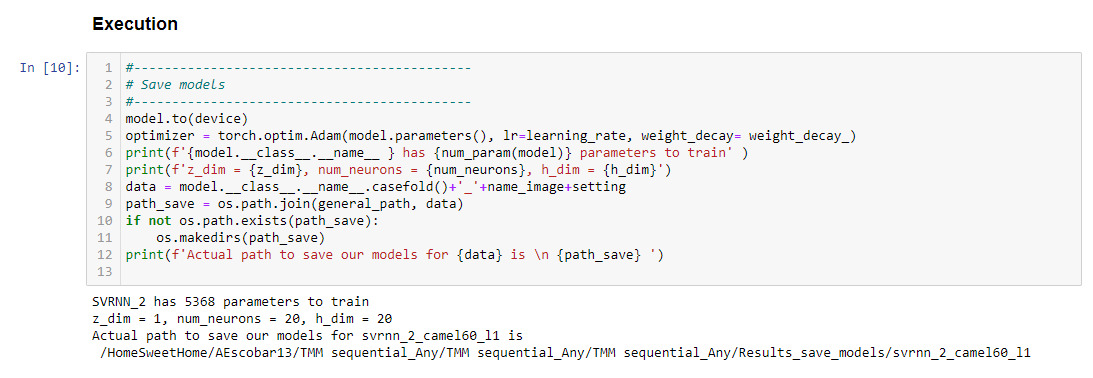 Execution
In [10]:
1 #--------------------------------------------
2 # Save models
3 #--------------------------------------------
4 model.to(device)
5 optimizer = torch.optim.Adam(model.parameters(), lr=learning_rate, weight_decay= weight_decay_)
6 print(f'{model.__class__.__name__ } has {num_param(model)} parameters to train' )
7 print(f'z_dim = {z_dim}, num_neurons = {num_neurons}, h_dim = {h_dim}')
8 data = model.__class__.__name__.casefold()+'_'+name_image+setting
9 path_save = os.path.join(general_path, data)
10 if not os.path.exists(path_save):
11     os.makedirs(path_save)
12 print(f'Actual path to save our models for {data} is \n {path_save} ')
13
SVRNN_2 has 5368 parameters to train
z_dim = 1, num_neurons = 20, h_dim = 20
Actual path to save our models for svrnn_2_camel60_l1 is
 /HomeSweetHome/AEscobar13/TMM sequential_Any/TMM sequential_Any/TMM sequential_Any/Results_save_models/svrnn_2_camel60_l1